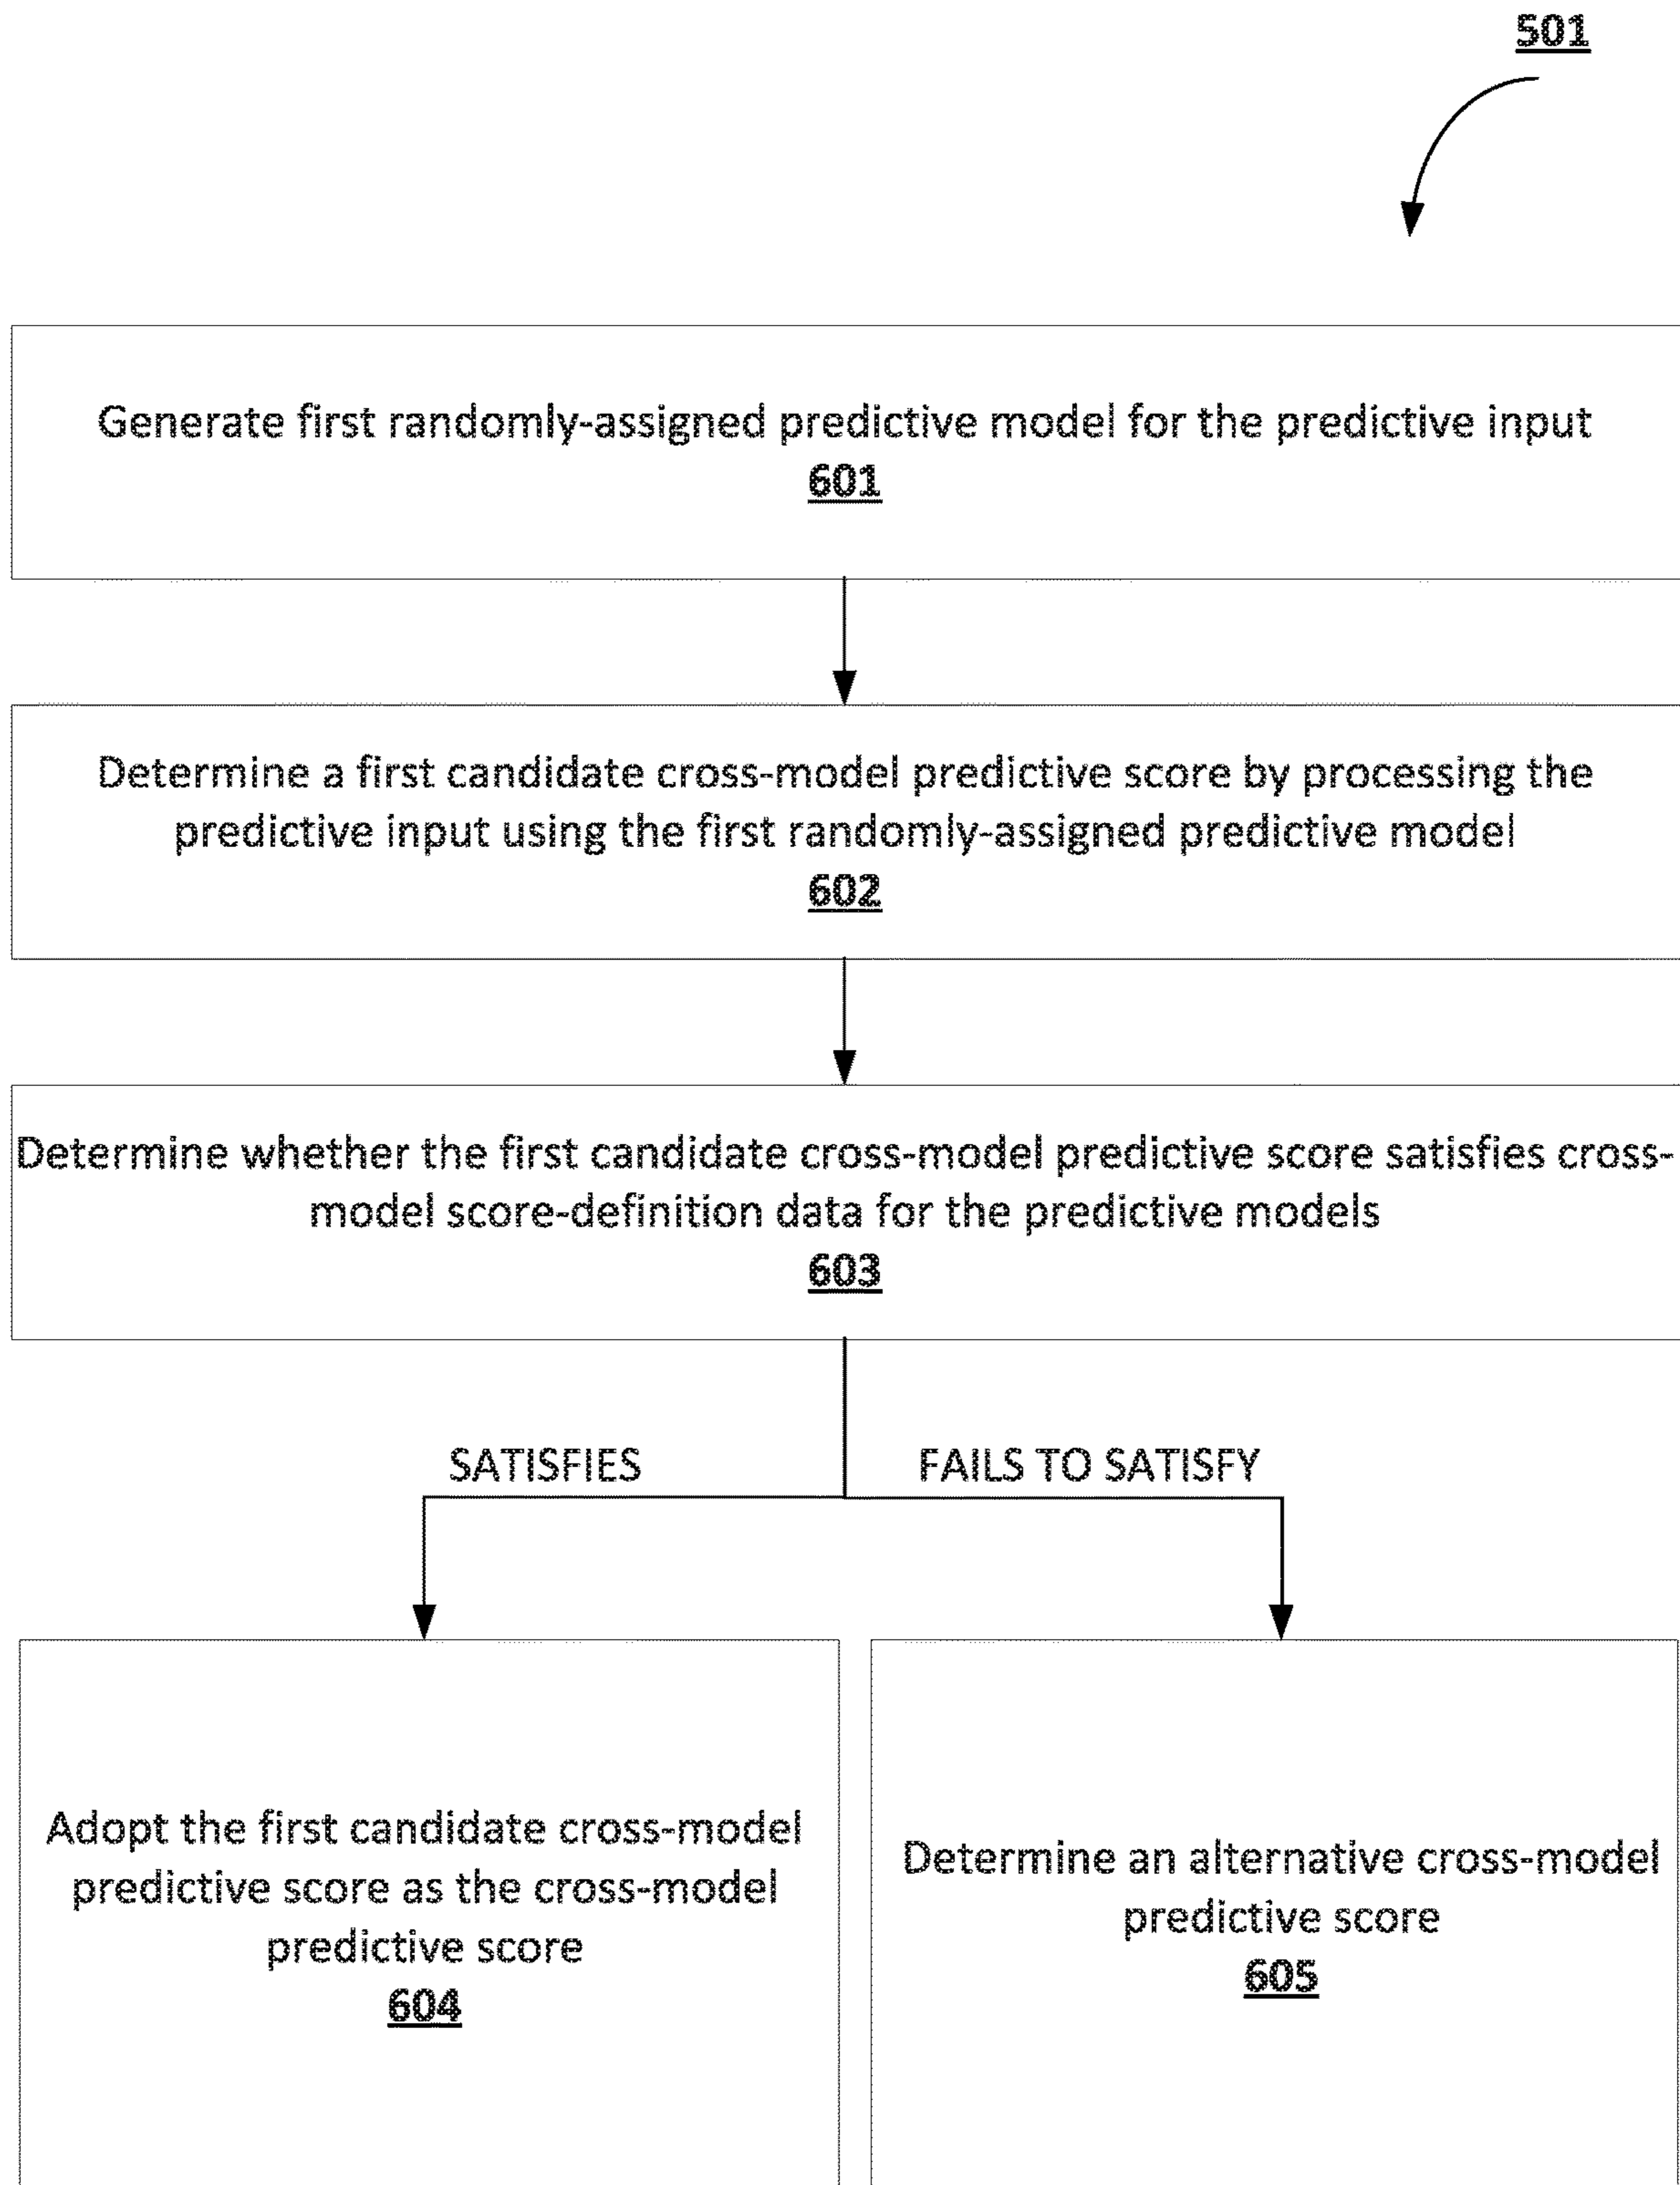 501
Generate first randomly-assigned predictive model for the predictive input
601
Determine a first candidate cross-model predictive score by processing the
predictive input using the first randomly-assigned predictive model
602
Determine whether the first candidate cross-model predictive score satisfies cross-
model score-definition data for the predictive models
603
SATISFIES
FAILS TO SATISFY
Adopt the first candidate cross-model
predictive score as the cross-model
predictive score
604
Determine an alternative cross-model
predictive score
605